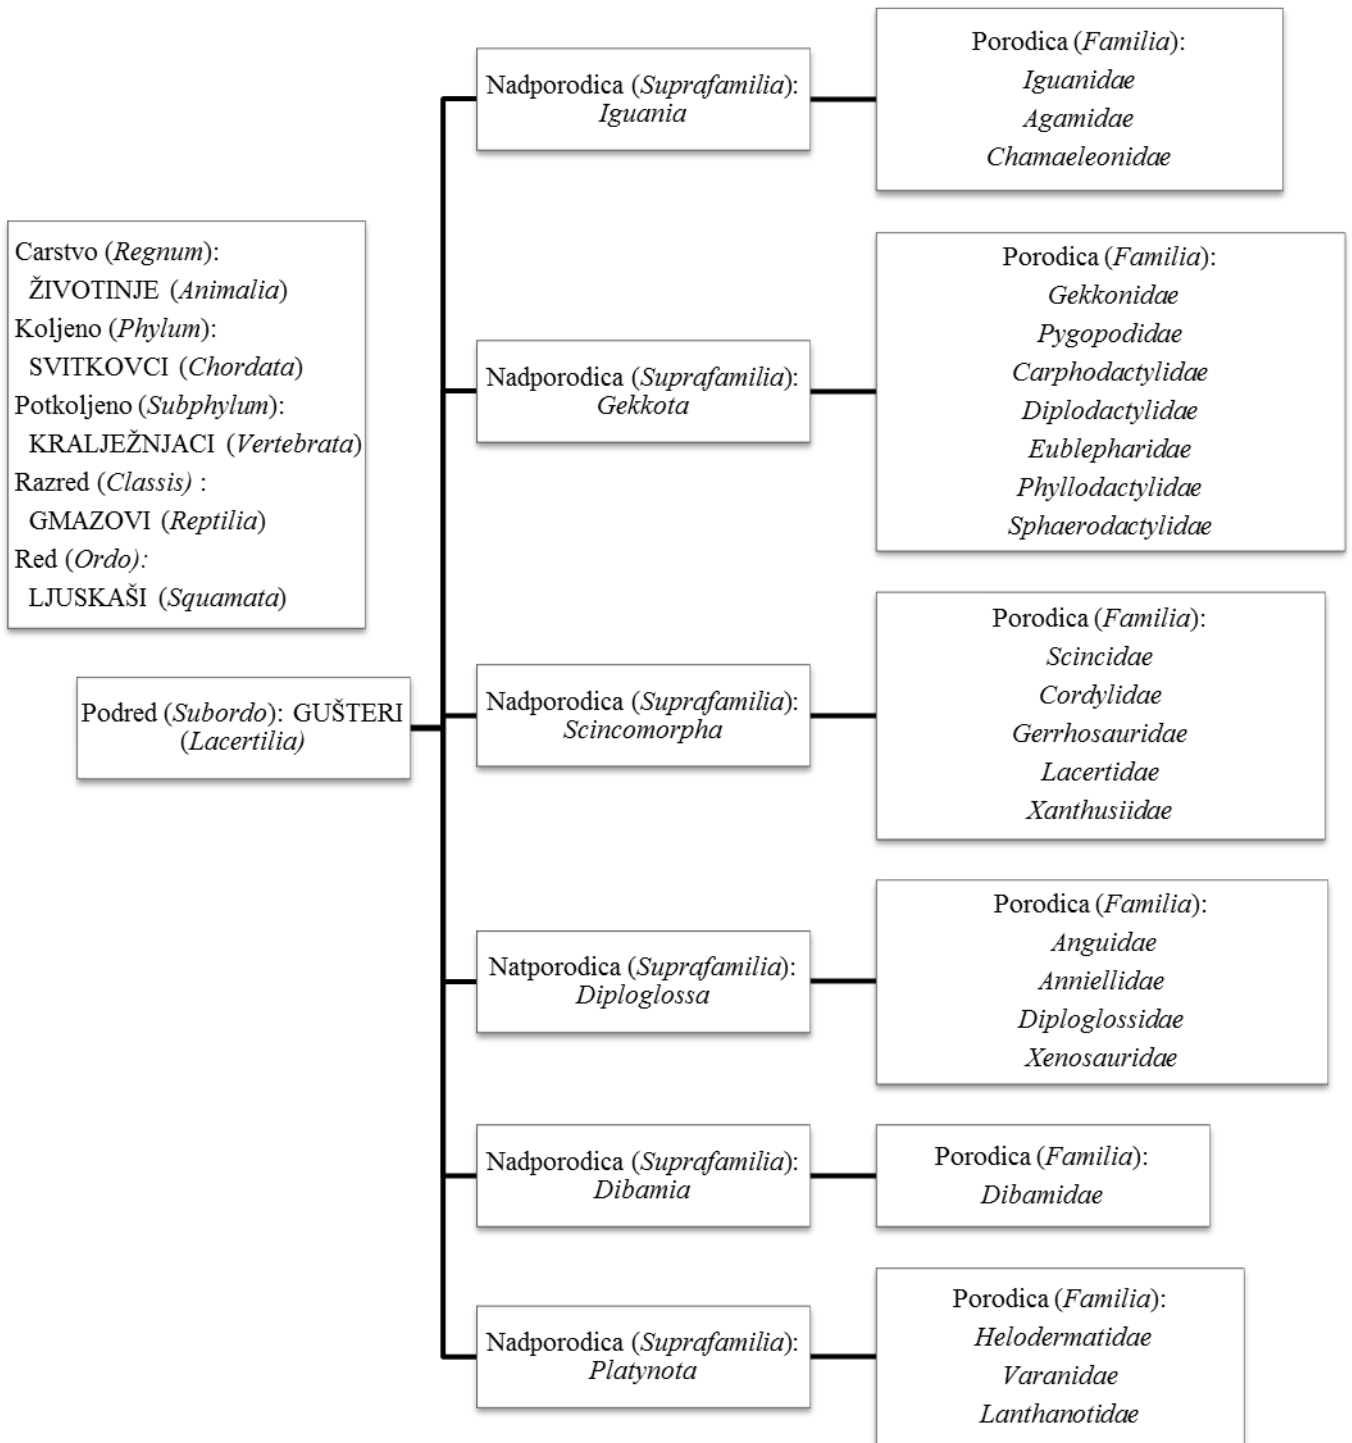 Carstvo (Regnum):
ŽIVOTINJE (Animalia)
Koljeno (Phylum):
SVITKOVCI (Chordata)
Potkoljeno (Subphylum):
KRALJEŽNJACI (Vertebrata)
Razred (Classis) :
GMAZOVI (Reptilia)
Red (Ordo):
LJUSKAŠI (Squamata)
Podred (Subordo): GUŠTERI
(Lacertilia)
Nadporodica (Suprafamilia):
Iguania
Porodica (Familia):
Iguanidae
Agamidae
Chamaeleonidae
Nadporodica (Suprafamilia):
Gekkota
Porodica (Familia):
Gekkonidae
Pygopodidae
Carphodactylidae
Diplodactylidae
Eublepharidae
Phyllodactylidae
Sphaerodactylidae
Nadporodica (Suprafamilia):
Scincomorpha
Porodica (Familia):
Scincidae
Cordylidae
Gerrhosauridae
Lacertidae
Xanthusiidae
Natporodica (Suprafamilia):
Diploglossa
Porodica (Familia):
Anguidae
Anniellidae
Diploglossidae
Xenosauridae
Nadporodica (Suprafamilia):
Dibamia
Porodica (Familia):
Dibamidae
Nadporodica (Suprafamilia):
Platynota
Porodica (Familia):
Helodermatidae
Varanidae
Lanthanotidae